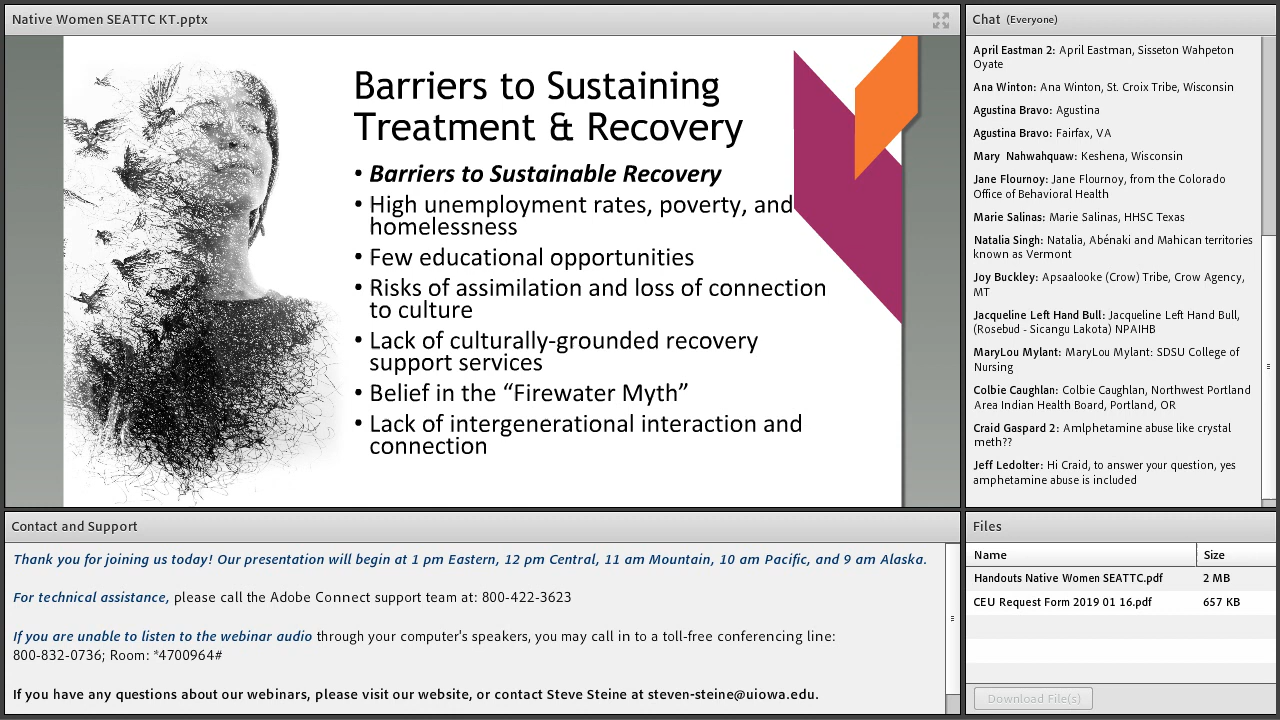 Native Women SEATTC KT.pptx
Barriers to Sustaining
Treatment & Recovery
• Barriers to Sustainable Recovery
• High unemployment rates, poverty, and
homelessness
• Few educational opportunities
• Risks of assimilation and loss of connection
to culture
• Lack of culturally-grounded recovery
support services
• Belief in the “Firewater Myth”
• Lack of intergenerational interaction and
connection
Chat (Everyone)
April Eastman 2: April Eastman, Sisseton Wahpeton
Oyate
Ana Winton: Ana Winton, St. Croix Tribe, Wisconsin
Agustina Bravo: Agustina
Agustina Bravo: Fairfax, VA
Mary Nahwahquaw: Keshena, Wisconsin
Jane Flournoy: Jane Flournoy, from the Colorado
Office of Behavioral Health
Marie Salinas: Marie Salinas, HHSC Texas
Natalia Singh: Natalia, Abénaki and Mahican territories
known as Vermont
Joy Buckley: Apsaalooke (Crow) Tribe, Crow Agency,
MT
Jacqueline Left Hand Bull: Jacqueline Left Hand Bull,
(Rosebud - Sicangu Lakota) NPAIHB
MaryLou Mylant: MaryLou Mylant: SDSU College of
Nursing
Colbie Caughlan: Colbie Caughlan, Northwest Portland
Area Indian Health Board, Portland, OR
Craid Gaspard 2: Amlphetamine abuse like crystal
meth??
Jeff Ledolter: Hi Craid, to answer your question, yes
amphetamine abuse is included
Contact and Support
Thank you for joining us today! Our presentation will begin at 1 pm Eastern, 12 pm Central, 11 am Mountain, 10 am Pacific, and 9 am Alaska.
For technical assistance, please call the Adobe Connect support team at: 800-422-3623
If you are unable to listen to the webinar audio through your computer's speakers, you may call in to a toll-free conferencing line:
800-832-0736; Room: *4700964#
If you have any questions about our webinars, please visit our website, or contact Steve Steine at steven-steine@uiowa.edu.
Files
Name Size
Handouts Native Women SEATTC.pdf 2 MB
CEU Request Form 2019 01 16.pdf 657 KB
Download File(s)